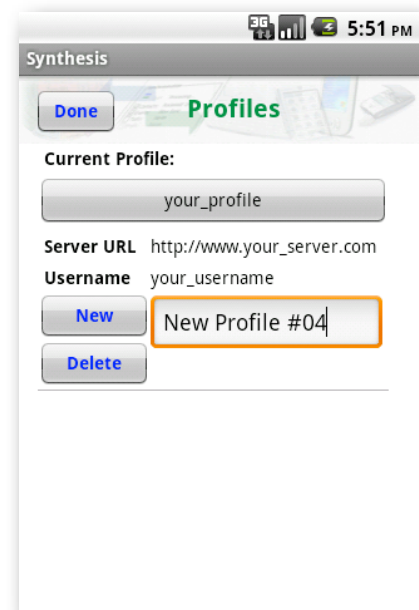 3G 5:51 PM
Synthesis
Done Profiles
Current Profile:
your_profile
Server URL http://www.your_server.com
Username your_username
New New Profile #04
Delete